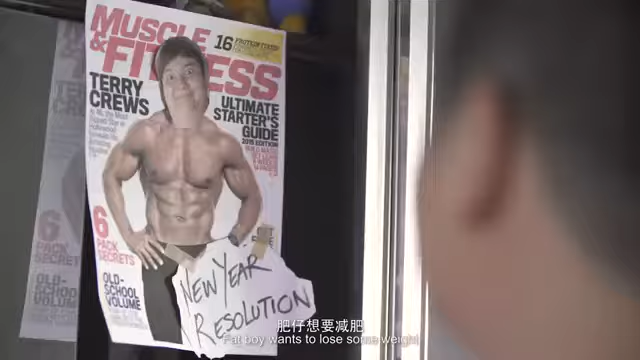 MUSCLE
& FITNESS
16
TERRY
CREWS
ULTIMATE
STARTER'S
GUIDE
2015 EDITION
6
PACK
SECRETS
OLD-
SCHOOL
VOLUME
NEW YEAR
RESOLUTION
肥仔想要减肥
Fat boy wants to lose some weight